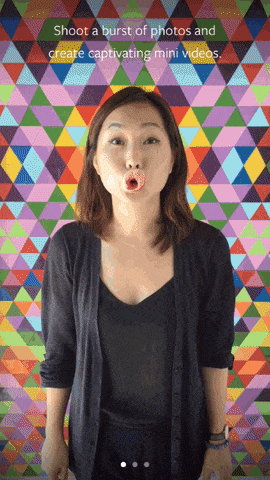 Shoot a burst of photos and
create captivating mini videos.